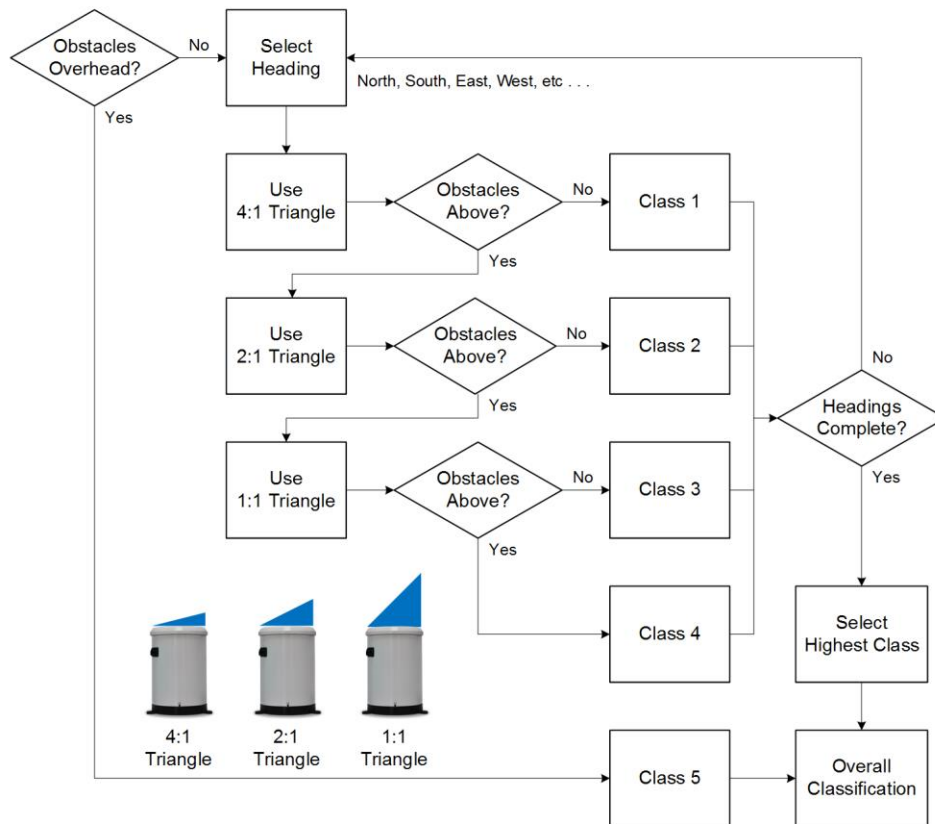 Obstacles
Overhead?
No
Select
Heading
North, South, East, West, etc . . .
Yes
Use
4:1 Triangle
Obstacles
Above?
No
Class 1
Yes
Use
2:1 Triangle
Obstacles
Above?
No
Class 2
No
Yes
Headings
Complete?
Use
1:1 Triangle
Obstacles
Above?
No
Class 3
Yes
Yes
Class 4
Select
Highest Class
4:1
Triangle
2:1
Triangle
1:1
Triangle
Class 5
Overall
Classification